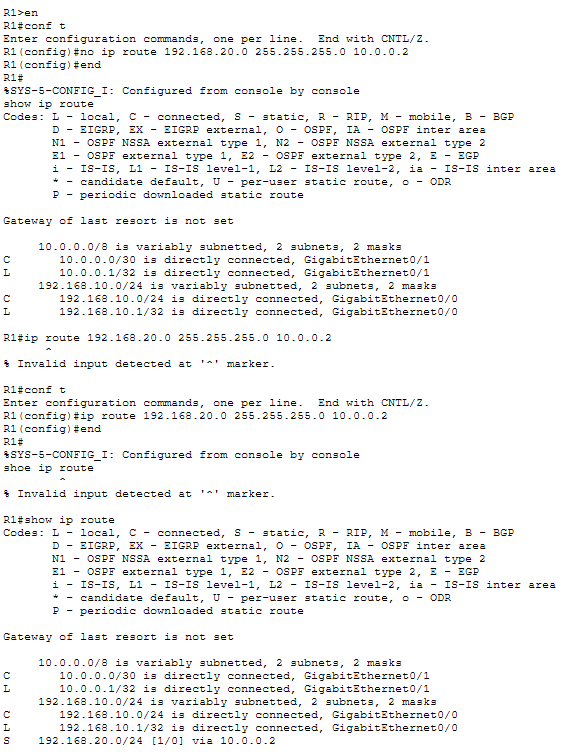 R1>en
R1#conf t
Enter configuration commands, one per line.  End with CNTL/Z.
R1(config)#no ip route 192.168.20.0 255.255.255.0 10.0.0.2
R1(config)#end
R1#
%SYS-5-CONFIG_I: Configured from console by console
show ip route
Codes: L - local, C - connected, S - static, R - RIP, M - mobile, B - BGP
       D - EIGRP, EX - EIGRP external, O - OSPF, IA - OSPF inter area
       N1 - OSPF NSSA external type 1, N2 - OSPF NSSA external type 2
       E1 - OSPF external type 1, E2 - OSPF external type 2, E - EGP
       i - IS-IS, L1 - IS-IS level-1, L2 - IS-IS level-2, ia - IS-IS inter area
       * - candidate default, U - per-user static route, o - ODR
       P - periodic downloaded static route

Gateway of last resort is not set

     10.0.0.0/8 is variably subnetted, 2 subnets, 2 masks
C       10.0.0.0/30 is directly connected, GigabitEthernet0/1
L       10.0.0.1/32 is directly connected, GigabitEthernet0/1
     192.168.10.0/24 is variably subnetted, 2 subnets, 2 masks
C       192.168.10.0/24 is directly connected, GigabitEthernet0/0
L       192.168.10.1/32 is directly connected, GigabitEthernet0/0

R1#ip route 192.168.20.0 255.255.255.0 10.0.0.2
      ^
% Invalid input detected at '^' marker.

R1#conf t
Enter configuration commands, one per line.  End with CNTL/Z.
R1(config)#ip route 192.168.20.0 255.255.255.0 10.0.0.2
R1(config)#end
R1#
%SYS-5-CONFIG_I: Configured from console by console
shoe ip route
        ^
% Invalid input detected at '^' marker.

R1#show ip route
Codes: L - local, C - connected, S - static, R - RIP, M - mobile, B - BGP
       D - EIGRP, EX - EIGRP external, O - OSPF, IA - OSPF inter area
       N1 - OSPF NSSA external type 1, N2 - OSPF NSSA external type 2
       E1 - OSPF external type 1, E2 - OSPF external type 2, E - EGP
       i - IS-IS, L1 - IS-IS level-1, L2 - IS-IS level-2, ia - IS-IS inter area
       * - candidate default, U - per-user static route, o - ODR
       P - periodic downloaded static route

Gateway of last resort is not set

     10.0.0.0/8 is variably subnetted, 2 subnets, 2 masks
C       10.0.0.0/30 is directly connected, GigabitEthernet0/1
L       10.0.0.1/32 is directly connected, GigabitEthernet0/1
     192.168.10.0/24 is variably subnetted, 2 subnets, 2 masks
C       192.168.10.0/24 is directly connected, GigabitEthernet0/0
L       192.168.10.1/32 is directly connected, GigabitEthernet0/0
S    192.168.20.0/24 [1/0] via 10.0.0.2